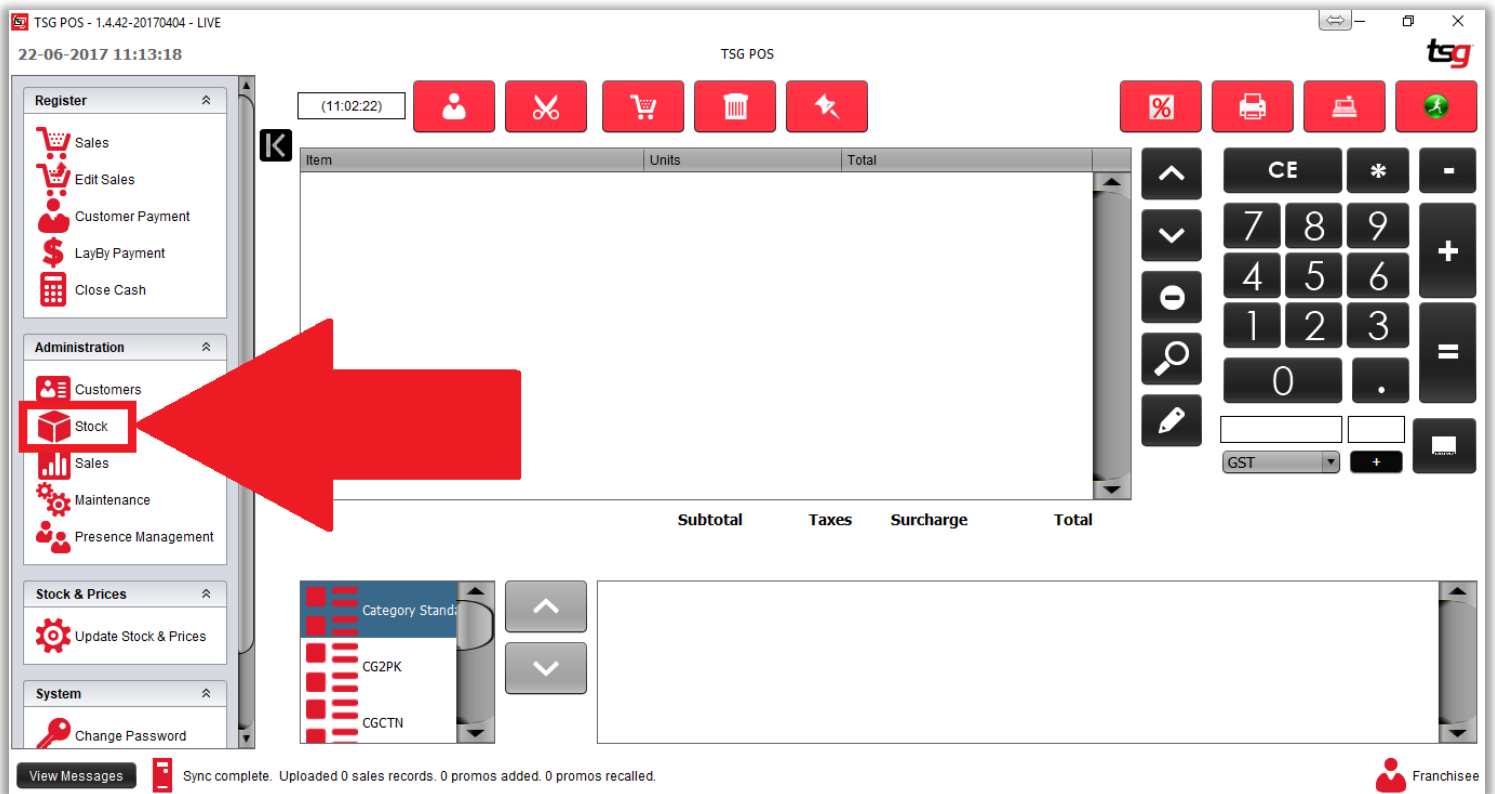 TSG POS - 1.4.42-20170404 - LIVE
22-06-2017 11:13:18
TSG POS
tsg
Register
Sales
Edit Sales
Customer Payment
LayBy Payment
Close Cash
Administration
Customers
Stock
Sales
Maintenance
Presence Management
Stock & Prices
Update Stock & Prices
System
Change Password
(11:02:22)
%
Item Units Total
CE * -
7 8 9 +
4 5 6
1 2 3 =
0 .
GST +
Subtotal Taxes Surcharge Total
Category Standa
CG2PK
CGCTN
View Messages
Sync complete. Uploaded 0 sales records. 0 promos added. 0 promos recalled.
Franchisee